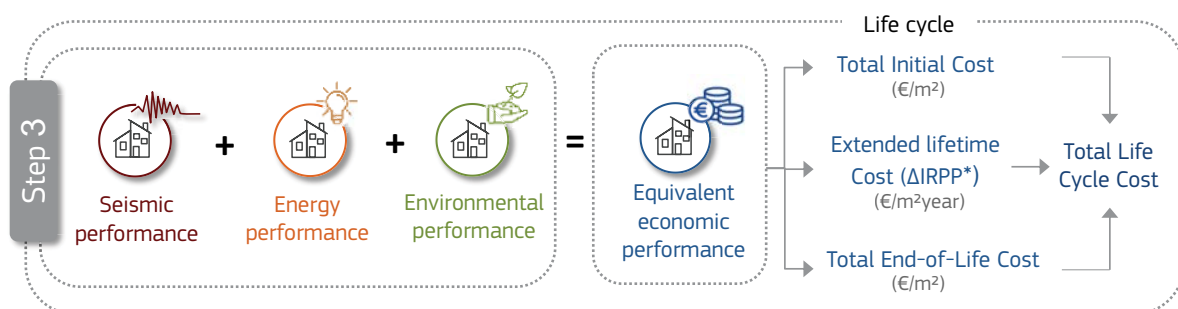 Life cycle
Step 3
Seismic
performance
+
Energy
performance
+
Environmental
performance
=
€
Equivalent
economic
performance
Total Initial Cost
(€/m²)
Extended lifetime
Cost (ΔIRPP*)
(€/m²year)
Total End-of-Life Cost
(€/m²)
Total Life
Cycle Cost